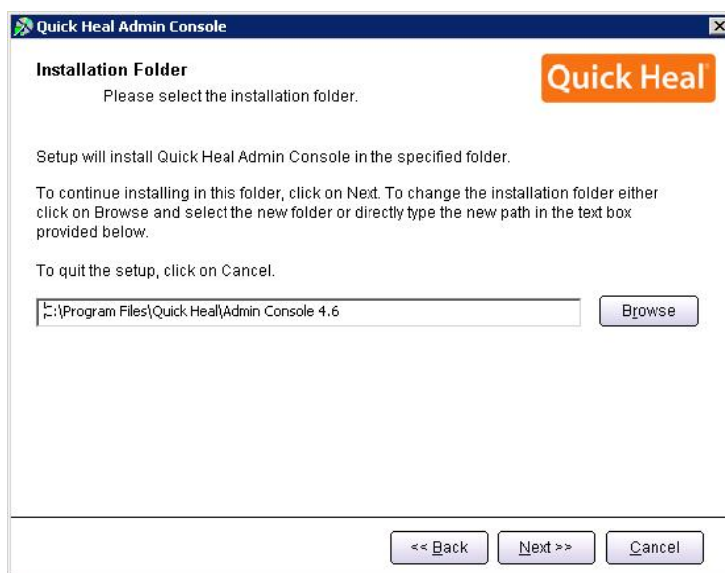 Quick Heal Admin Console
Installation Folder
Please select the installation folder.
Quick Heal
Setup will install Quick Heal Admin Console in the specified folder.
To continue installing in this folder, click on Next. To change the installation folder either
click on Browse and select the new folder or directly type the new path in the text box
provided below.
To quit the setup, click on Cancel.
C:\Program Files\Quick Heal\Admin Console 4.6
Browse
<< Back
Next >>
Cancel